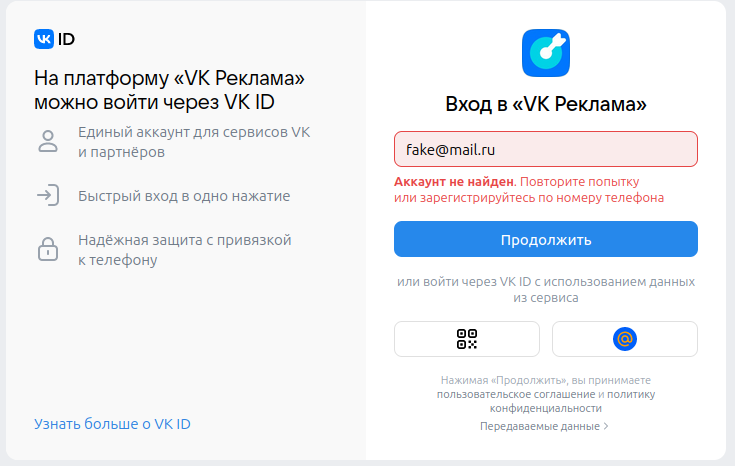 VK ID
На платформу «VK Реклама»
можно войти через VK ID
Единый аккаунт для сервисов VK
и партнёров
Быстрый вход в одно нажатие
Надёжная защита с привязкой
к телефону
Узнать больше о VK ID
Вход в «VK Реклама»
fake@mail.ru
Аккаунт не найден. Повторите попытку
или зарегистрируйтесь по номеру телефона
Продолжить
или войти через VK ID с использованием данных
из сервиса
Нажимая «Продолжить», вы принимаете
пользовательское соглашение и политику
конфиденциальности
Передаваемые данные